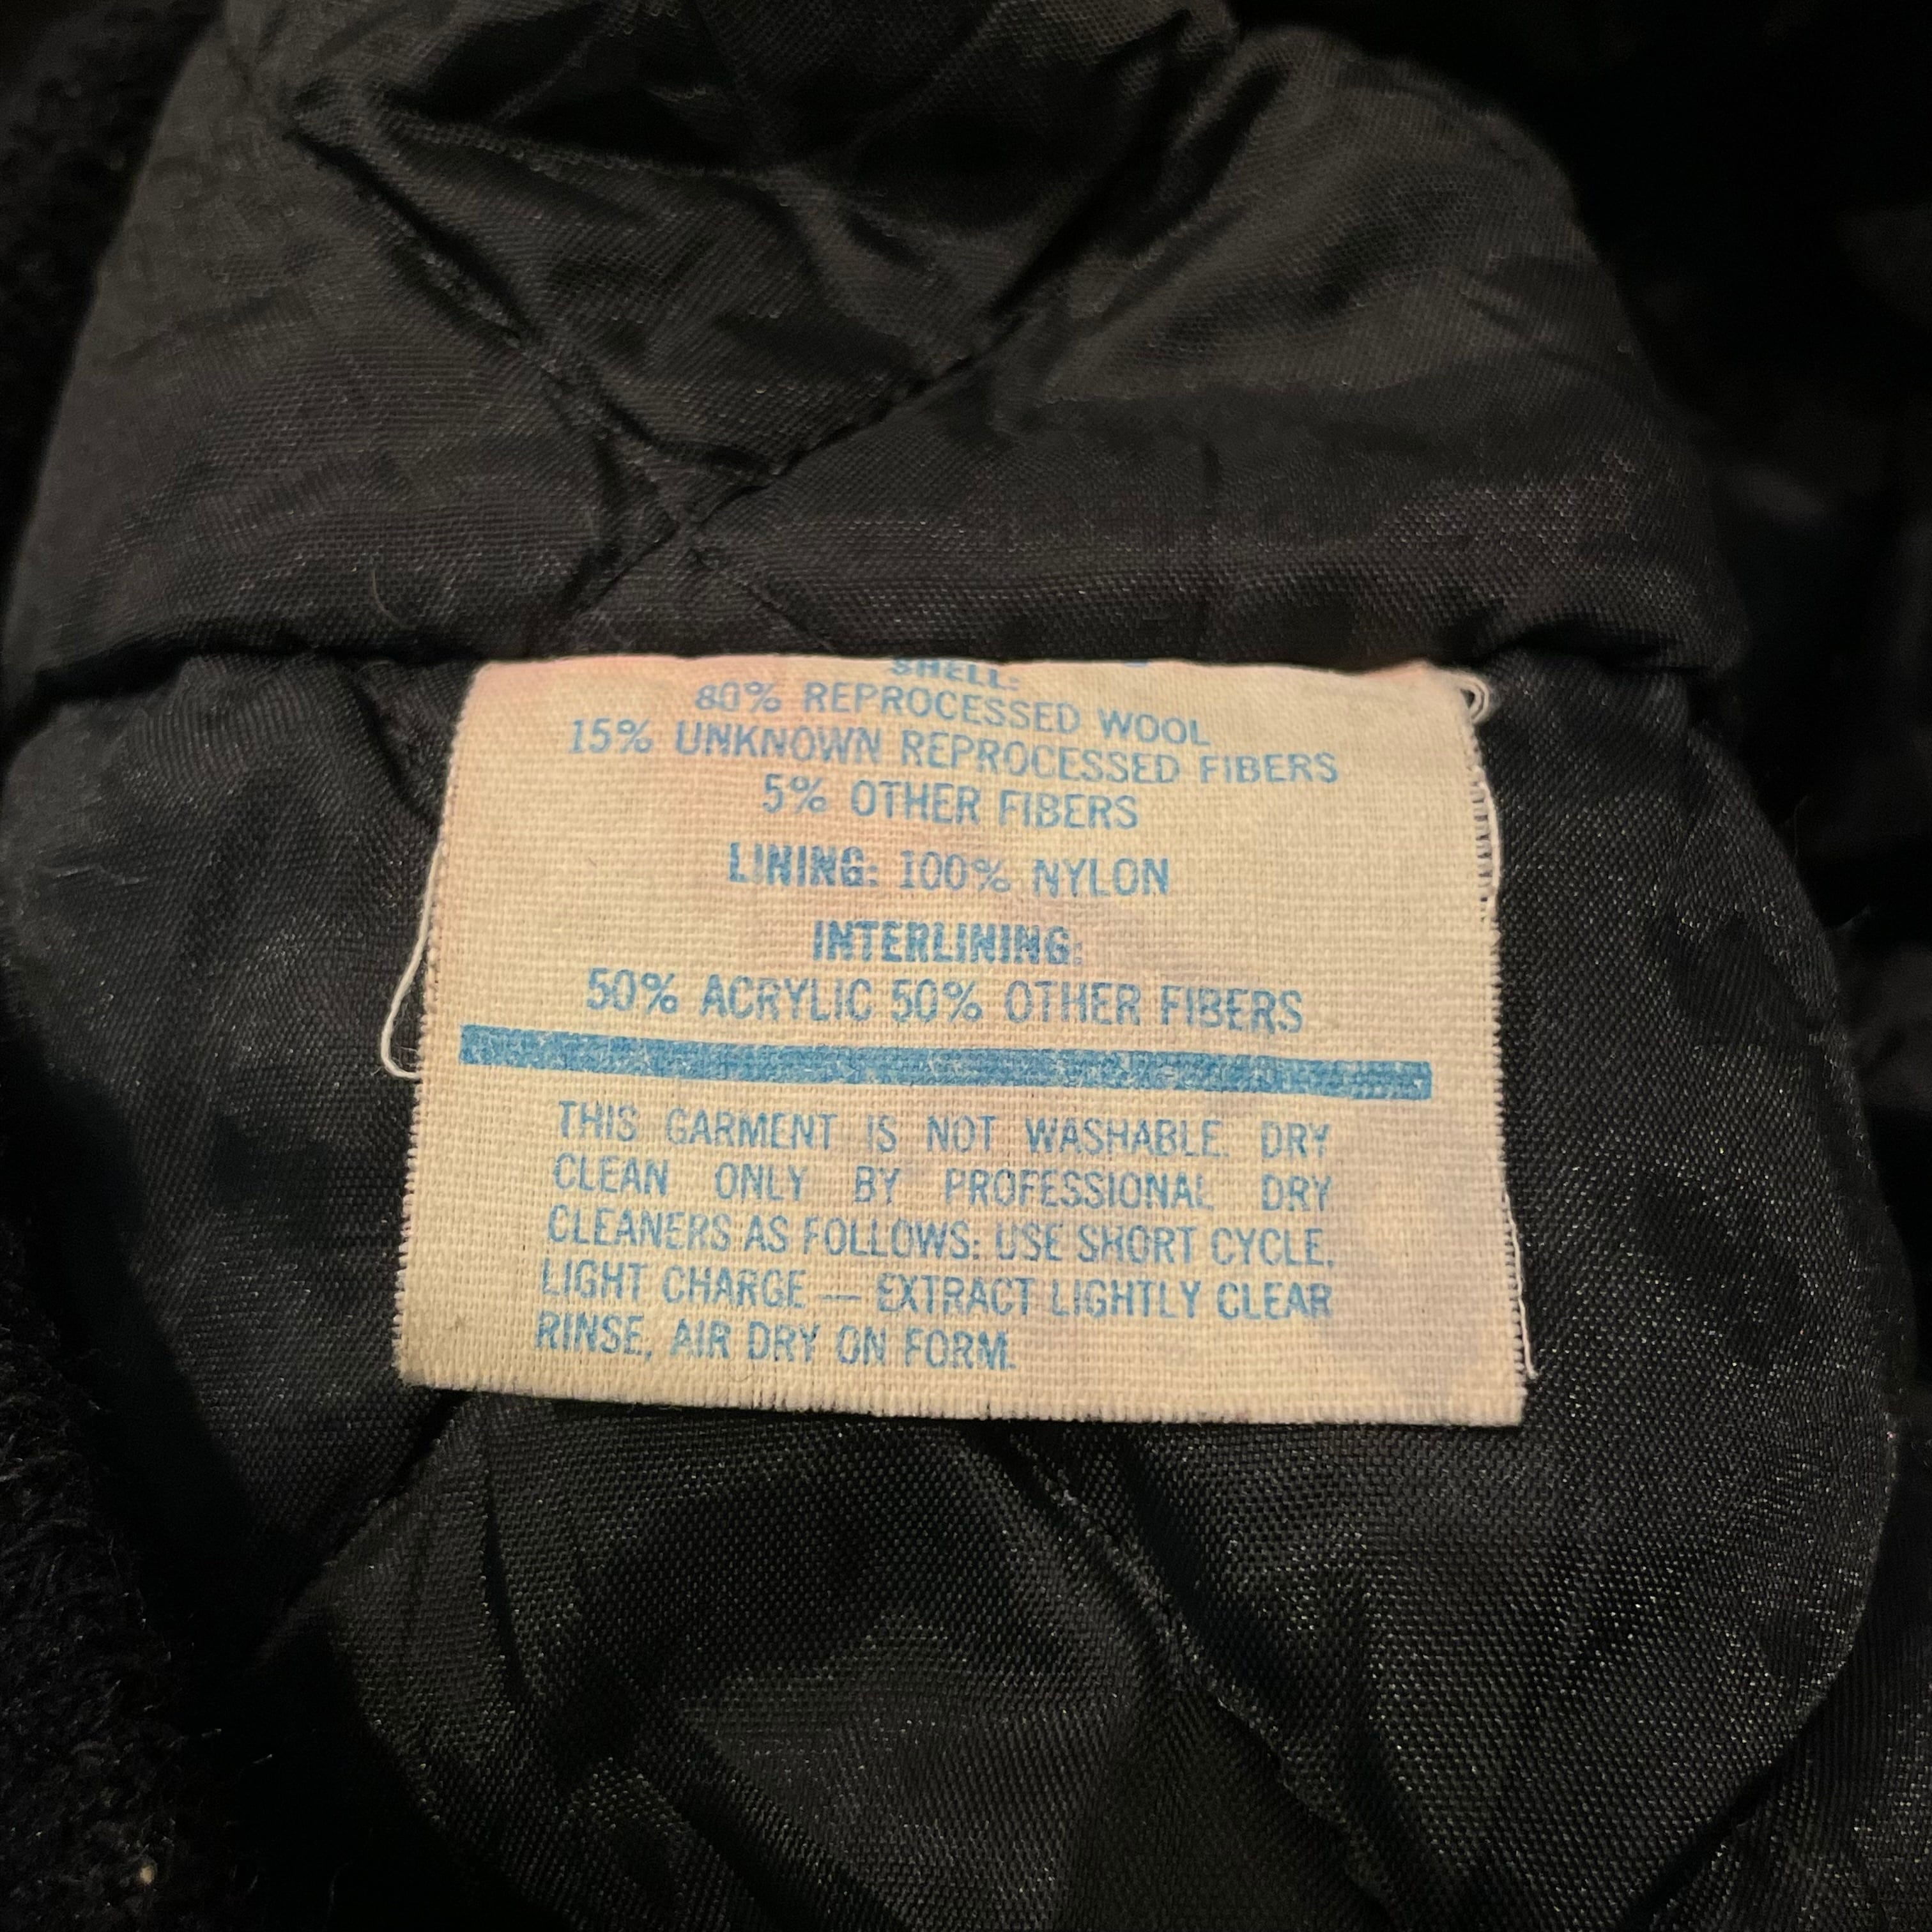 SHELL:
80% REPROCESSED WOOL
15% UNKNOWN REPROCESSED FIBERS
5% OTHER FIBERS
LINING: 100% NYLON
INTERLINING:
50% ACRYLIC 50% OTHER FIBERS
THIS GARMENT IS NOT WASHABLE. DRY
CLEAN ONLY BY PROFESSIONAL DRY
CLEANERS AS FOLLOWS: USE SHORT CYCLE,
LIGHT CHARGE — EXTRACT LIGHTLY CLEAR
RINSE, AIR DRY ON FORM.